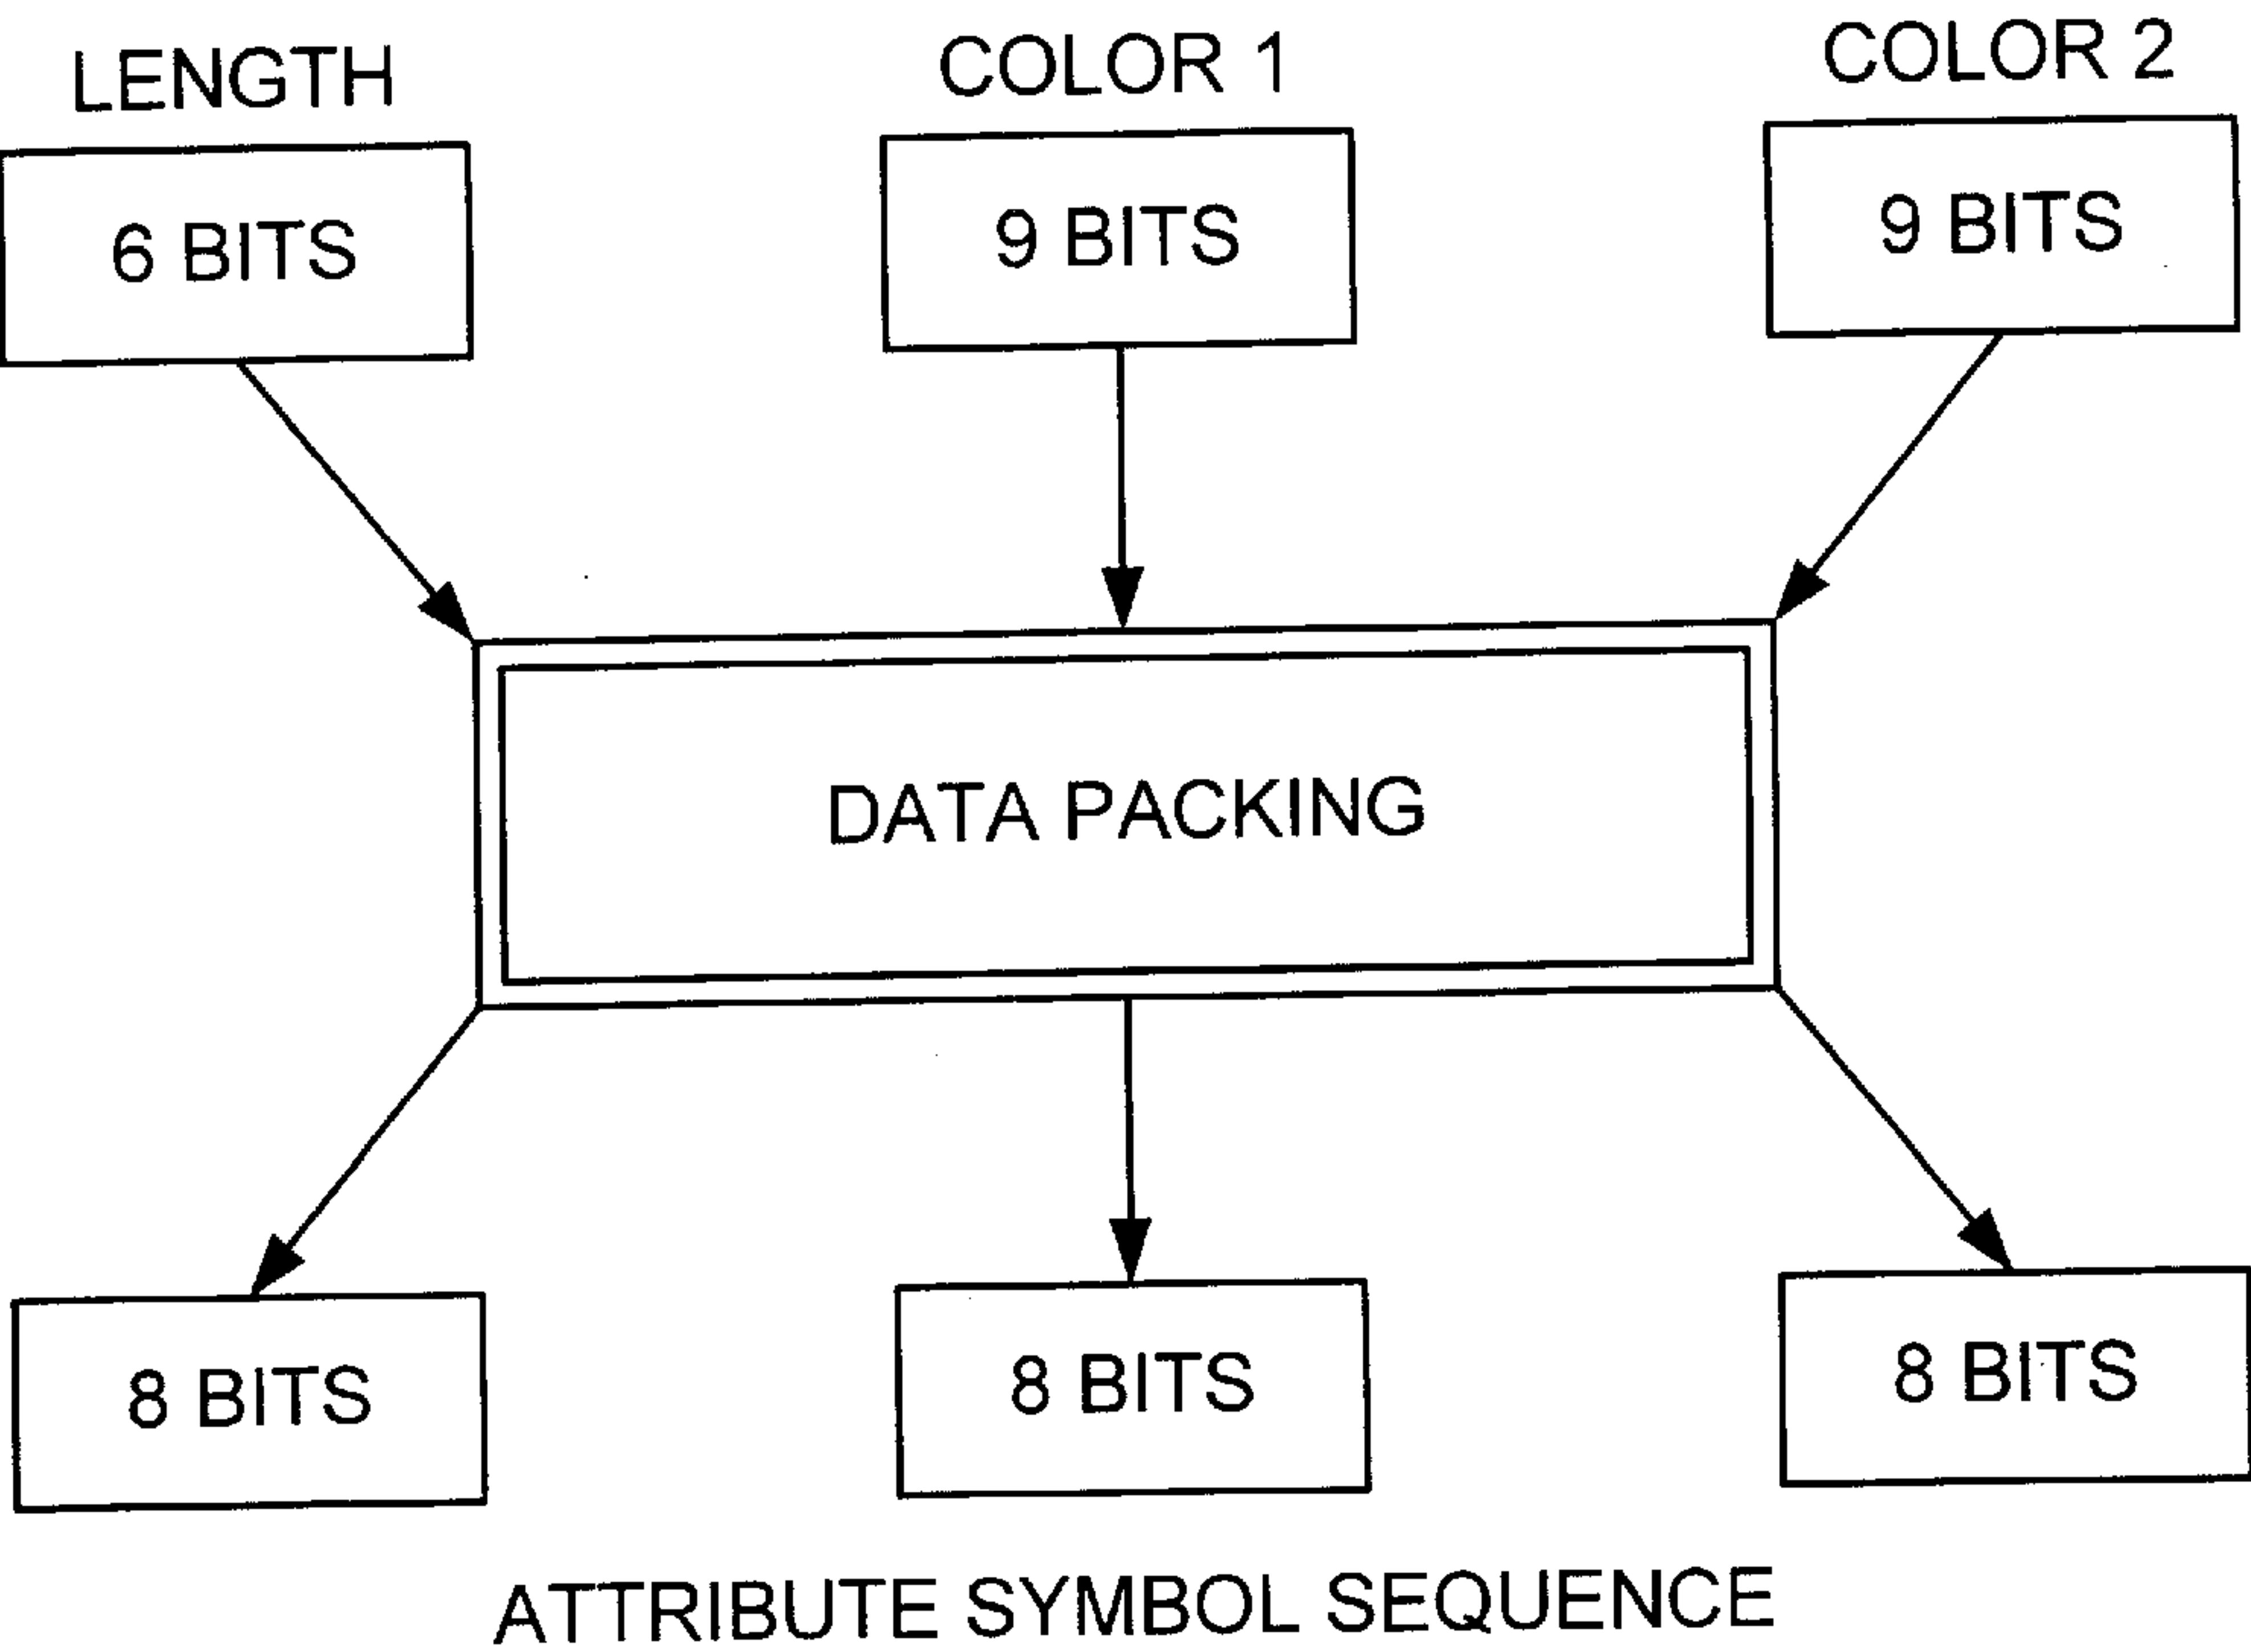 LENGTH COLOR 1 COLOR 2
6 BITS 9 BITS 9 BITS
DATA PACKING
8 BITS 8 BITS 8 BITS
ATTRIBUTE SYMBOL SEQUENCE